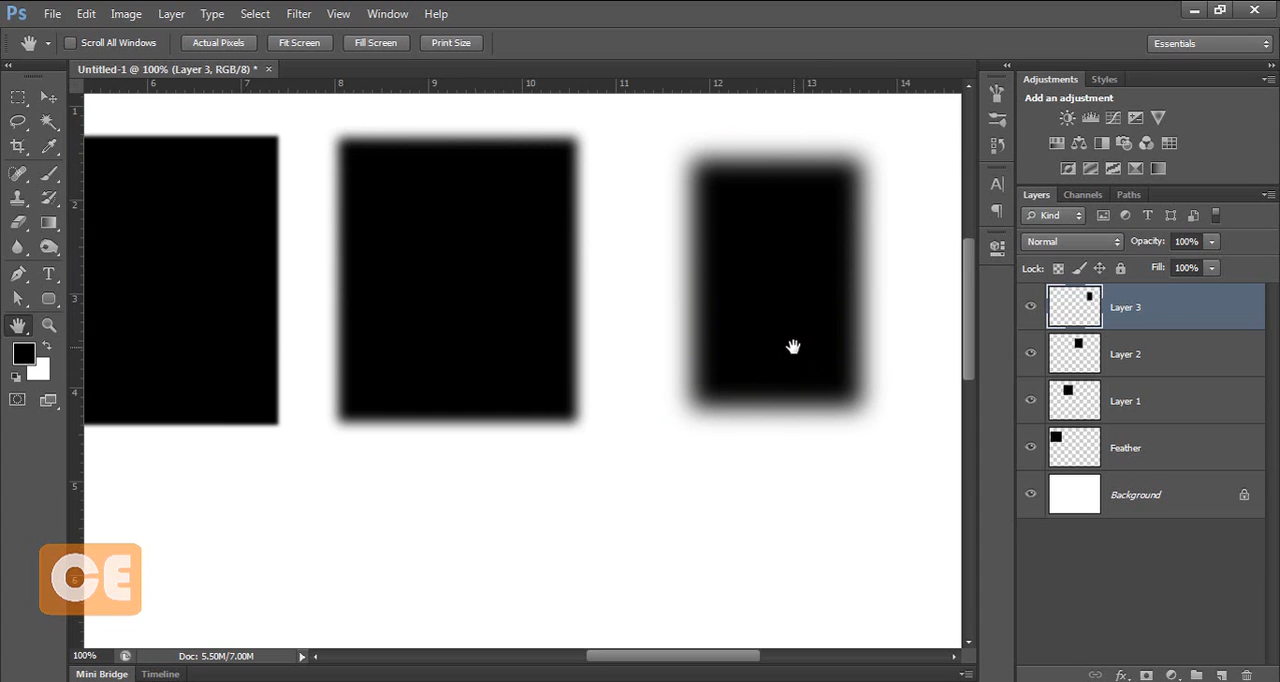 Ps File Edit Image Layer Type Select Filter View Window Help
Scroll All Windows Actual Pixels Fit Screen Fill Screen Print Size Essentials
Untitled-1 @ 100% (Layer 3, RGB/8) * ×
6 7 8 9 10 11 12 13 14
1
2
3
4
5
6
Adjustments Styles
Add an adjustment
Layers Channels Paths
Kind
Normal Opacity: 100%
Lock: Fill: 100%
Layer 3
Layer 2
Layer 1
Feather
Background
CE
100% Doc: 5.50M/7.00M
Mini Bridge Timeline